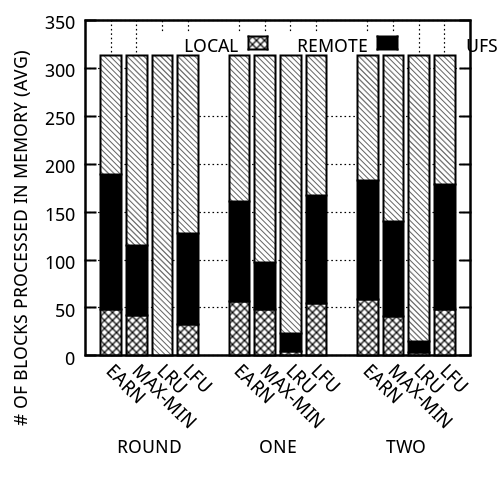 # OF BLOCKS PROCESSED IN MEMORY (AVG)
350
300
250
200
150
100
50
0
LOCAL REMOTE UFS
EARN MAX-MIN LRU LFU EARN MAX-MIN LRU LFU EARN MAX-MIN LRU LFU
ROUND ONE TWO